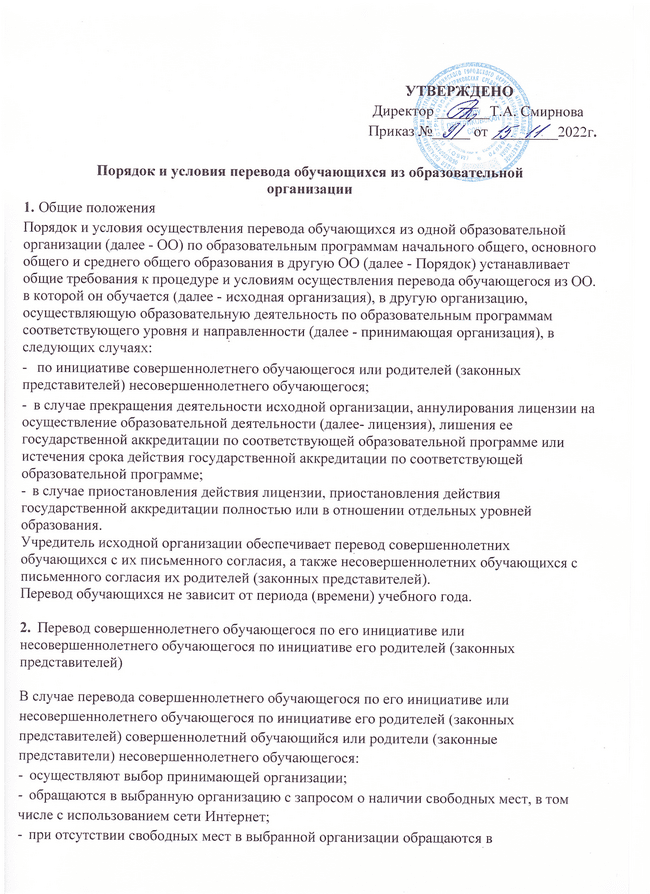 УТВЕРЖДЕНО
Директор ______ Т.А. Смирнова
Приказ № 91 от 15 11 2022г.
Порядок и условия перевода обучающихся из образовательной
организации
1. Общие положения
Порядок и условия осуществления перевода обучающихся из одной образовательной
организации (далее - ОО) по образовательным программам начального общего, основного
общего и среднего общего образования в другую ОО (далее - Порядок) устанавливает
общие требования к процедуре и условиям осуществления перевода обучающегося из ОО.
в которой он обучается (далее - исходная организация), в другую организацию,
осуществляющую образовательную деятельность по образовательным программам
соответствующего уровня и направленности (далее - принимающая организация), в
следующих случаях:
- по инициативе совершеннолетнего обучающегося или родителей (законных
представителей) несовершеннолетнего обучающегося;
- в случае прекращения деятельности исходной организации, аннулирования лицензии на
осуществление образовательной деятельности (далее- лицензия), лишения ее
государственной аккредитации по соответствующей образовательной программе или
истечения срока действия государственной аккредитации по соответствующей
образовательной программе;
- в случае приостановления действия лицензии, приостановления действия
государственной аккредитации полностью или в отношении отдельных уровней
образования.
Учредитель исходной организации обеспечивает перевод совершеннолетних
обучающихся с их письменного согласия, а также несовершеннолетних обучающихся с
письменного согласия их родителей (законных представителей).
Перевод обучающихся не зависит от периода (времени) учебного года.
2. Перевод совершеннолетнего обучающегося по его инициативе или
несовершеннолетнего обучающегося по инициативе его родителей (законных
представителей)
В случае перевода совершеннолетнего обучающегося по его инициативе или
несовершеннолетнего обучающегося по инициативе его родителей (законных
представителей) совершеннолетний обучающийся или родители (законные
представители) несовершеннолетнего обучающегося:
- осуществляют выбор принимающей организации;
- обращаются в выбранную организацию с запросом о наличии свободных мест, в том
числе с использованием сети Интернет;
- при отсутствии свободных мест в выбранной организации обращаются в